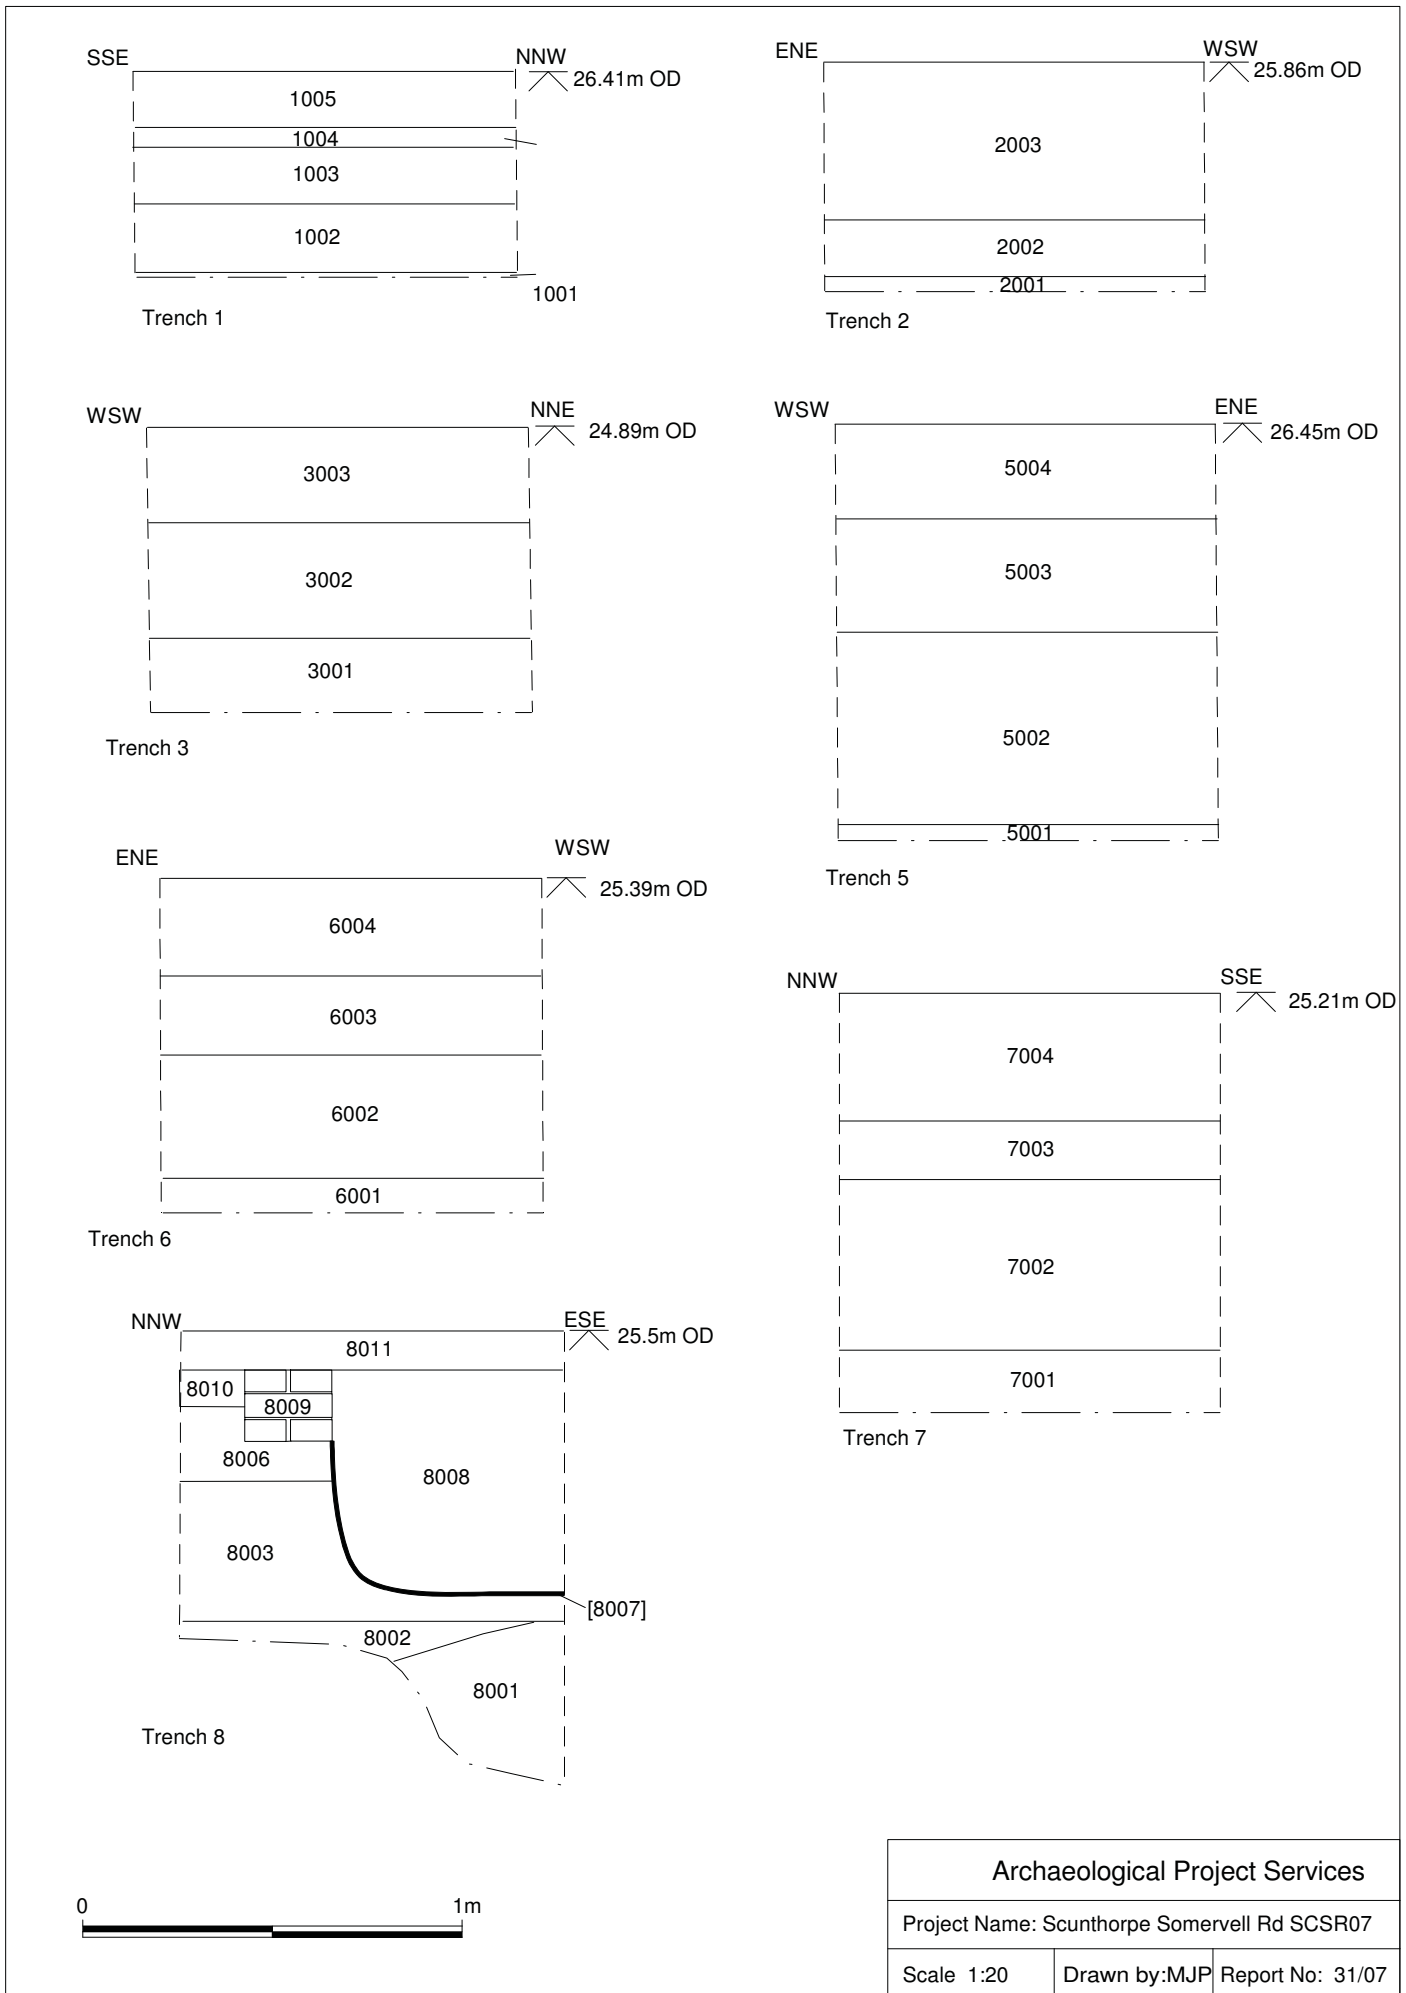 SSE
NNW
26.41m OD
1005
1004
1003
1002
1001
Trench 1
ENE
WSW
25.86m OD
2003
2002
2001
Trench 2
WSW
NNE
24.89m OD
3003
3002
3001
Trench 3
WSW
ENE
26.45m OD
5004
5003
5002
5001
Trench 5
ENE
WSW
25.39m OD
6004
6003
6002
6001
Trench 6
NNW
SSE
25.21m OD
7004
7003
7002
7001
Trench 7
NNW
ESE
25.5m OD
8011
8010
8009
8006
8008
8003
[8007]
8002
8001
Trench 8
0
1m
Archaeological Project Services
Project Name: Scunthorpe Somervell Rd SCSR07
Scale 1:20
Drawn by:MJP
Report No: 31/07